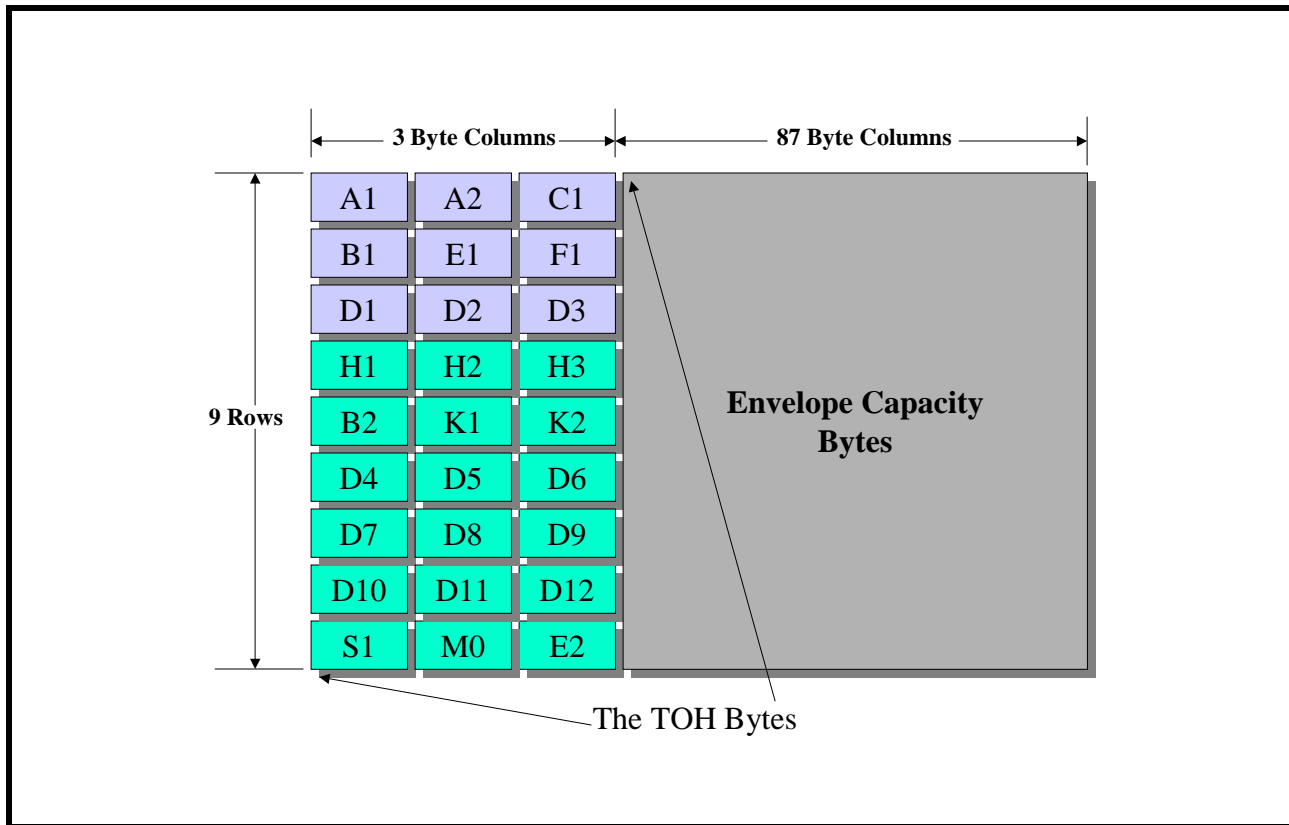 3 Byte Columns 87 Byte Columns
A1 A2 C1
B1 E1 F1
D1 D2 D3
H1 H2 H3
9 Rows
B2 K1 K2
Envelope Capacity
Bytes
D4 D5 D6
D7 D8 D9
D10 D11 D12
S1 M0 E2
The TOH Bytes